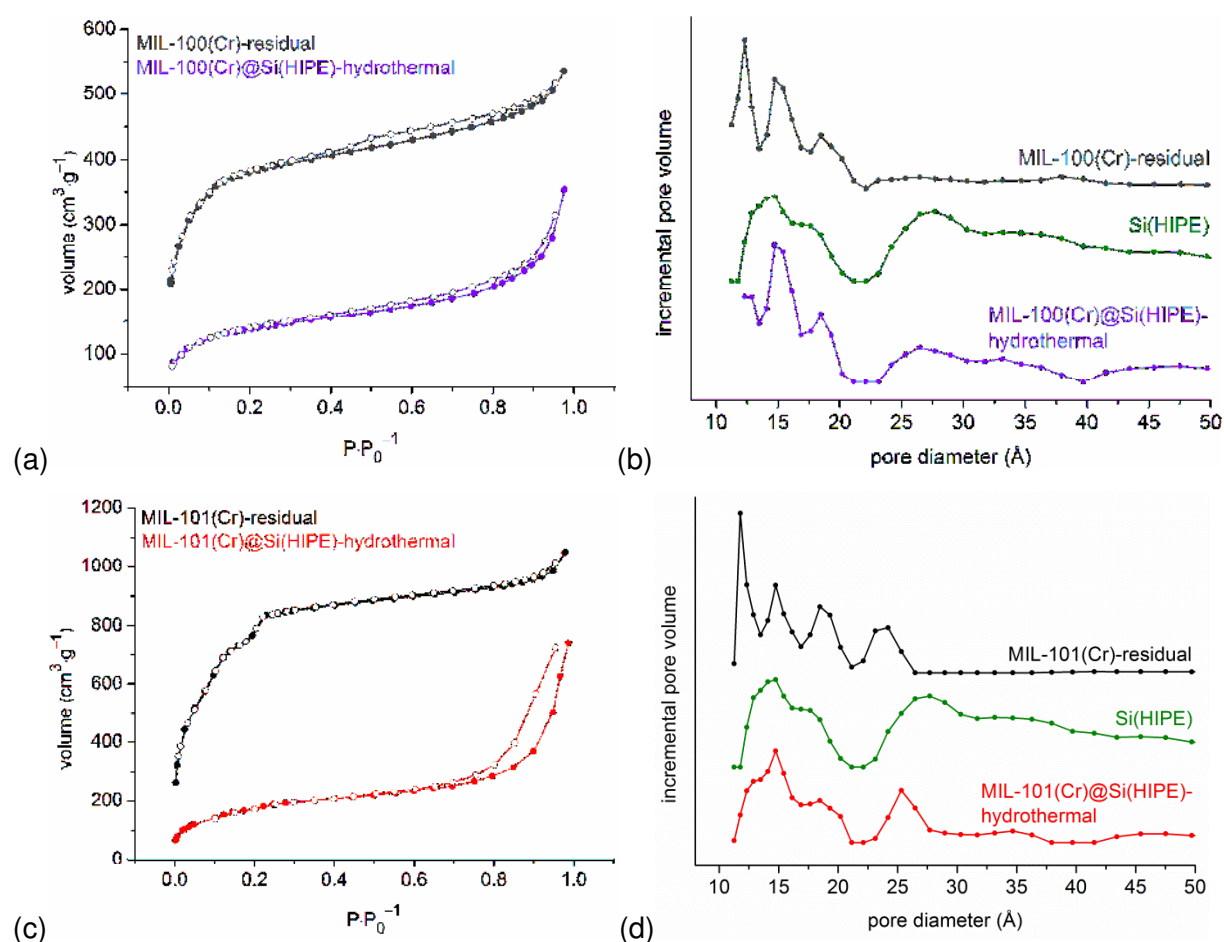 600
500
400
300
200
100
volume (cm³·g⁻¹)
MIL-100(Cr)-residual
MIL-100(Cr)@Si(HIPE)-hydrothermal
0.0 0.2 0.4 0.6 0.8 1.0
P·P₀⁻¹
(a)
incremental pore volume
MIL-100(Cr)-residual
Si(HIPE)
MIL-100(Cr)@Si(HIPE)-
hydrothermal
10 15 20 25 30 35 40 45 50
pore diameter (Å)
(b)
1200
1000
800
600
400
200
0
volume (cm³·g⁻¹)
MIL-101(Cr)-residual
MIL-101(Cr)@Si(HIPE)-hydrothermal
0.0 0.2 0.4 0.6 0.8 1.0
P·P₀⁻¹
(c)
incremental pore volume
MIL-101(Cr)-residual
Si(HIPE)
MIL-101(Cr)@Si(HIPE)-
hydrothermal
10 15 20 25 30 35 40 45 50
pore diameter (Å)
(d)